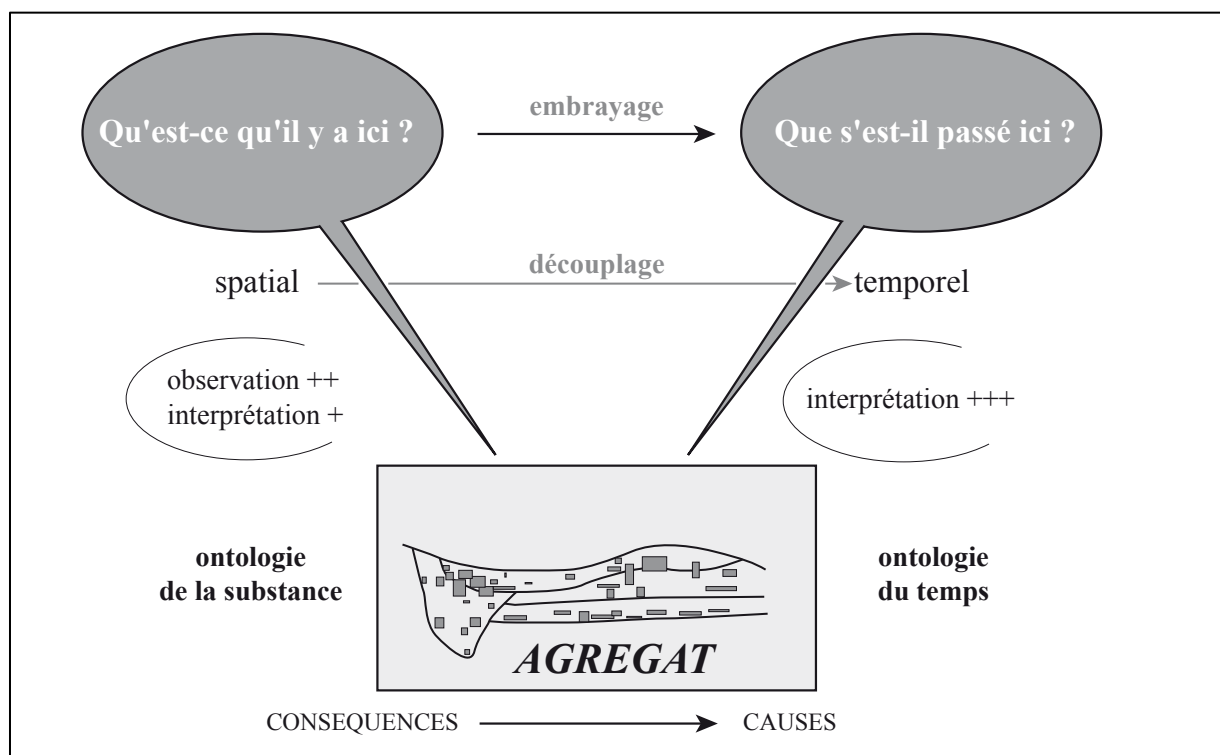 Qu'est-ce qu'il y a ici ?
embrayage
Que s'est-il passé ici ?
spatial
découplage
temporel
observation ++
interprétation +
interprétation +++
ontologie
de la substance
ontologie
du temps
AGREGAT
CONSEQUENCES
CAUSES